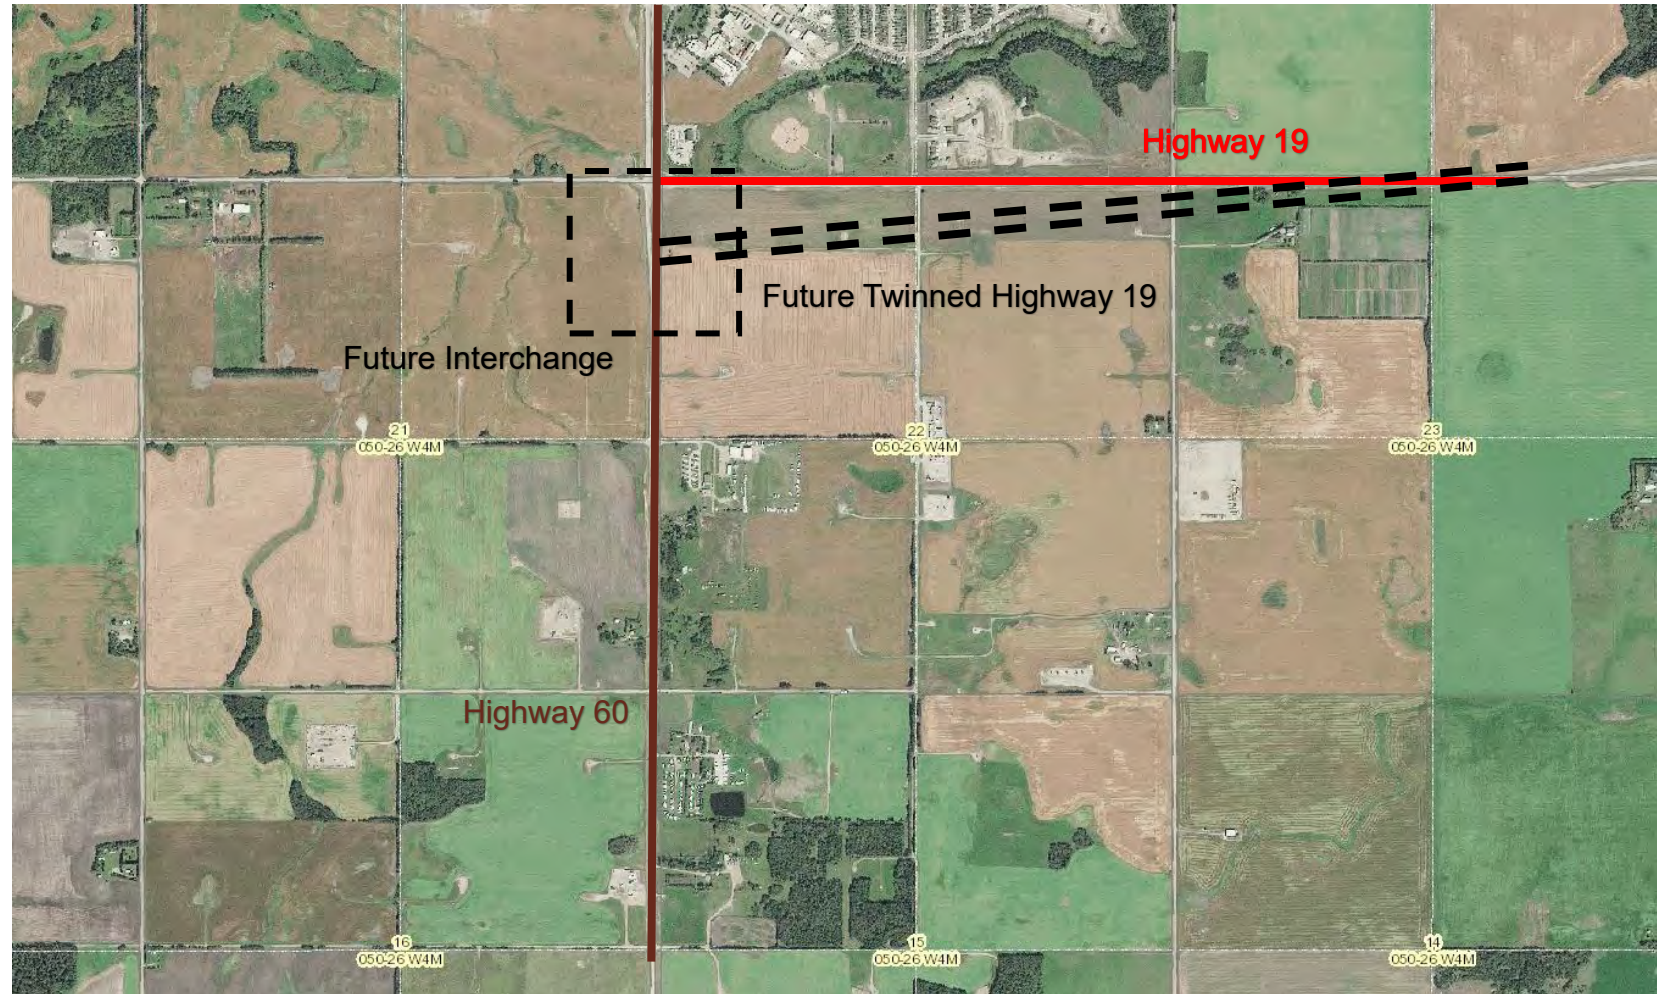 Highway 19
Future Twinned Highway 19
Future Interchange
21
050-26 W4M
22
050-26 W4M
23
050-26 W4M
Highway 60
16
050-26 W4M
15
050-26 W4M
14
050-26 W4M